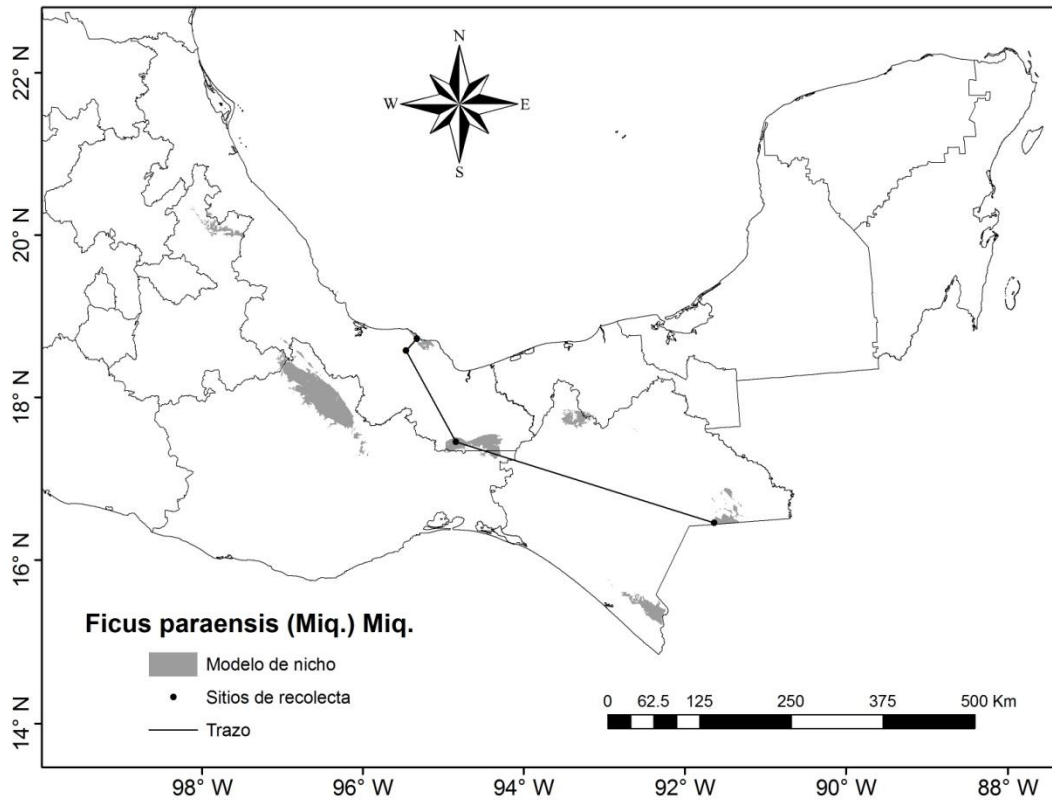 22° N
20° N
18° N
16° N
14° N
N
W E
S
Ficus paraensis (Miq.) Miq.
Modelo de nicho
Sitios de recolecta
Trazo
0 62.5 125 250 375 500 Km
98° W 96° W 94° W 92° W 90° W 88° W